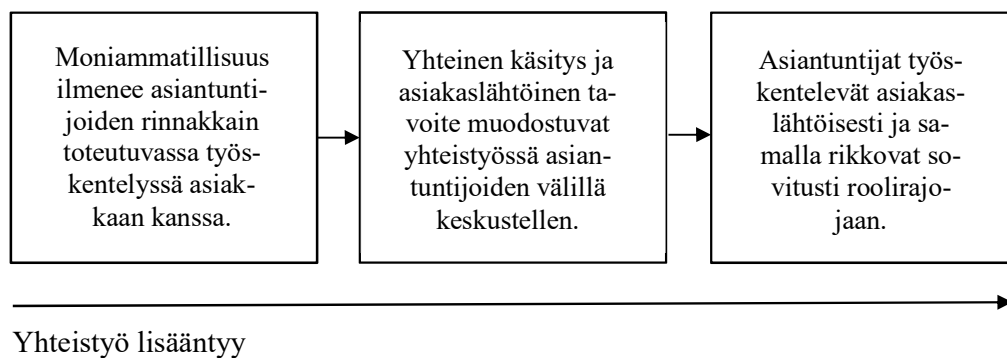 Moniammatillisuus
ilmenee asiantunti-
joiden rinnakkain
toteutuvassa työs-
kentelyssä asiak-
kaan kanssa.
Yhteinen käsitys ja
asiakaslähtöinen ta-
voite muodostuvat
yhteistyössä asian-
tuntijoiden välillä
keskustellen.
Asiantuntijat työs-
kentelevät asiakas-
lähtöisesti ja sa-
malla rikkovat so-
vitusti roolirajo-
jaan.
Yhteistyö lisääntyy